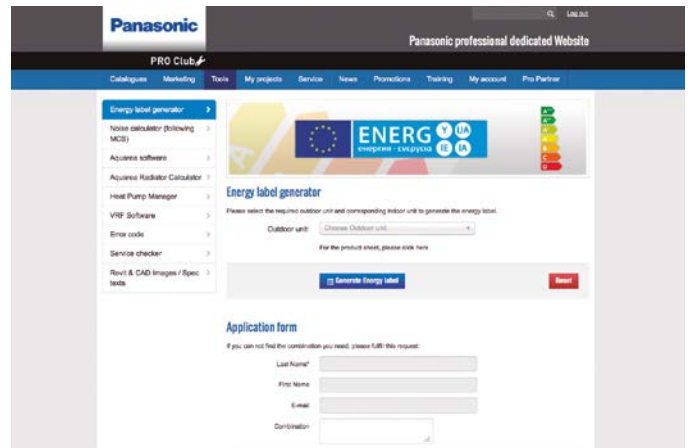 Log out
Panasonic
Panasonic professional dedicated Website
PRO Club
Catalogues Marketing Tools My projects Service News Promotions Training My account Pro Partner
Energy label generator
Noise calculator (following MCS)
Aquarea software
Aquarea Radiator Calculator
Heat Pump Manager
VRF Software
Error code
Service checker
Revit & CAD Images / Spec texts
ENERG Y UA
енергия · ενεργεια IE IA
Energy label generator
Please select the required outdoor unit and corresponding indoor unit to generate the energy label.
Outdoor unit: Choose Outdoor unit
For the product sheet, please click here
Generate Energy label Reset
Application form
If you can not find the combination you need, please fulfil this request:
Last Name*
First Name
E-mail
Combination